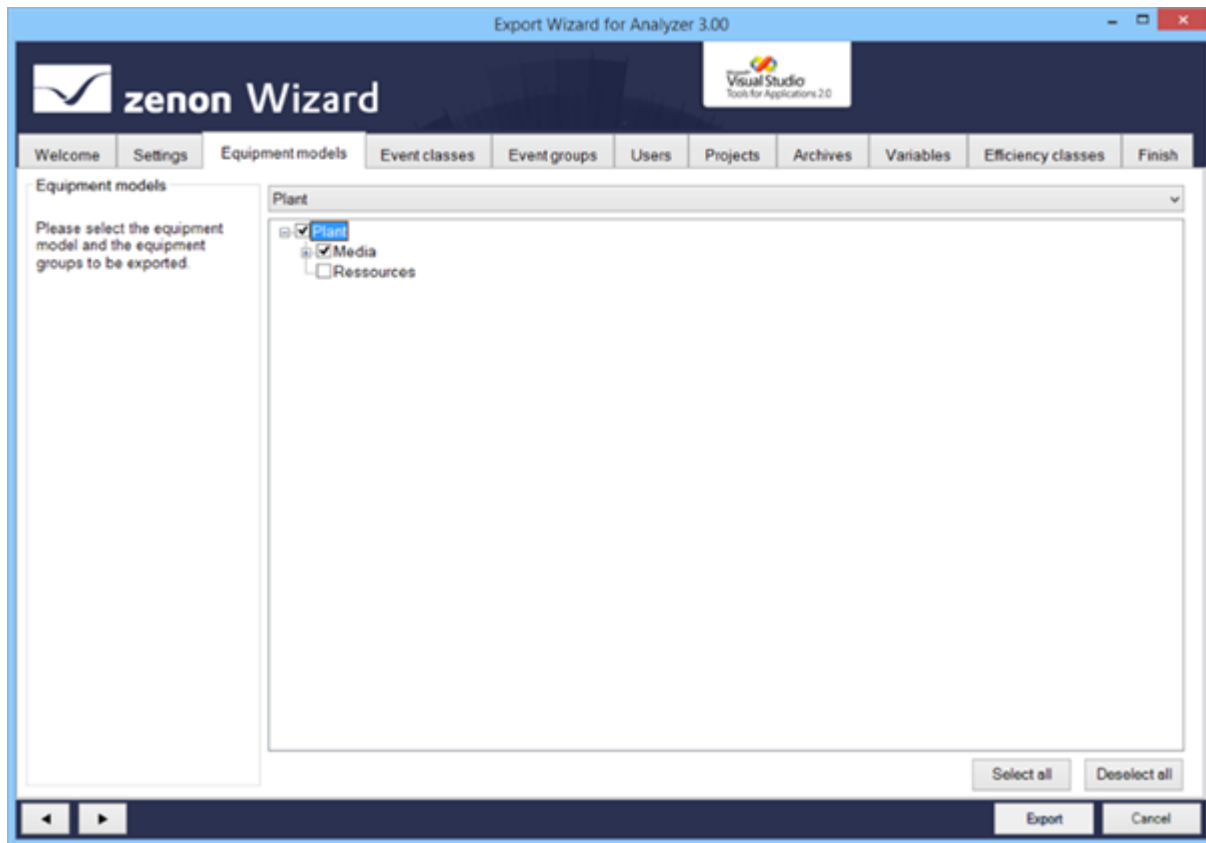 Export Wizard for Analyzer 3.00
zenon Wizard
Microsoft
Visual Studio
Tools for Applications 2.0
Welcome Settings Equipment models Event classes Event groups Users Projects Archives Variables Efficiency classes Finish
Equipment models
Please select the equipment
model and the equipment
groups to be exported.
Plant
Plant
Media
Ressources
Select all Deselect all
Export Cancel